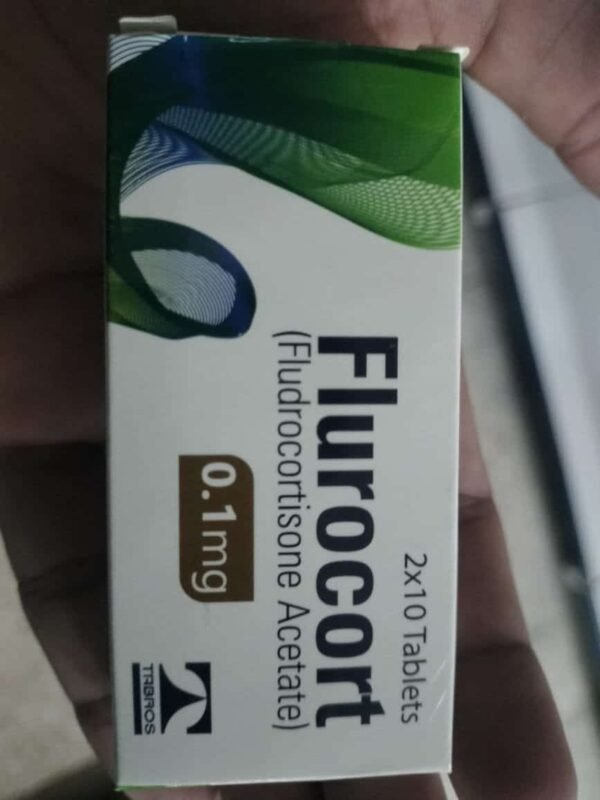 2x10 Tablets
Flurocort
(Fludrocortisone Acetate)
0.1mg
TABROS